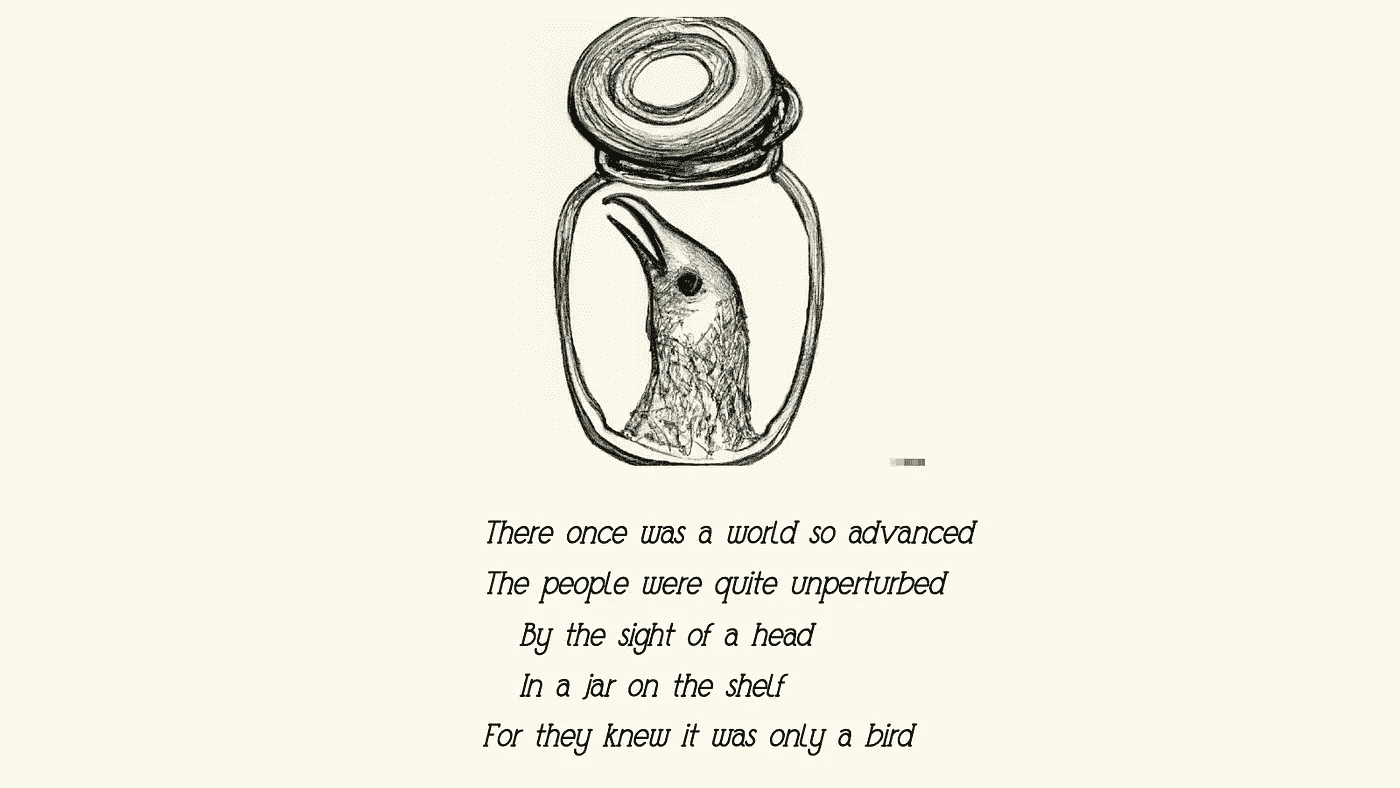 There once was a world so advanced
The people were quite unperturbed
By the sight of a head
In a jar on the shelf
For they knew it was only a bird